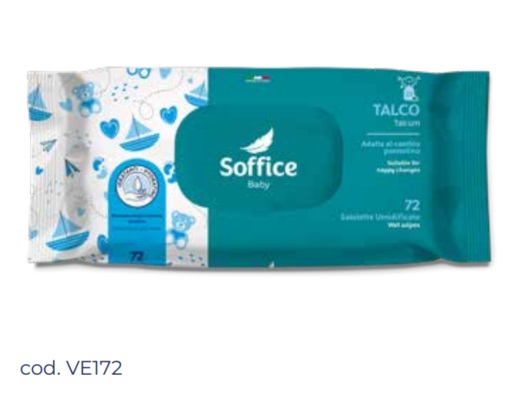 TALCO
Talcum
Adatta al cambio
pannolino
Suitable for
nappy changes
Soffice
Baby
72
Salviette Umidificate
Wet wipes
72
cod. VE172